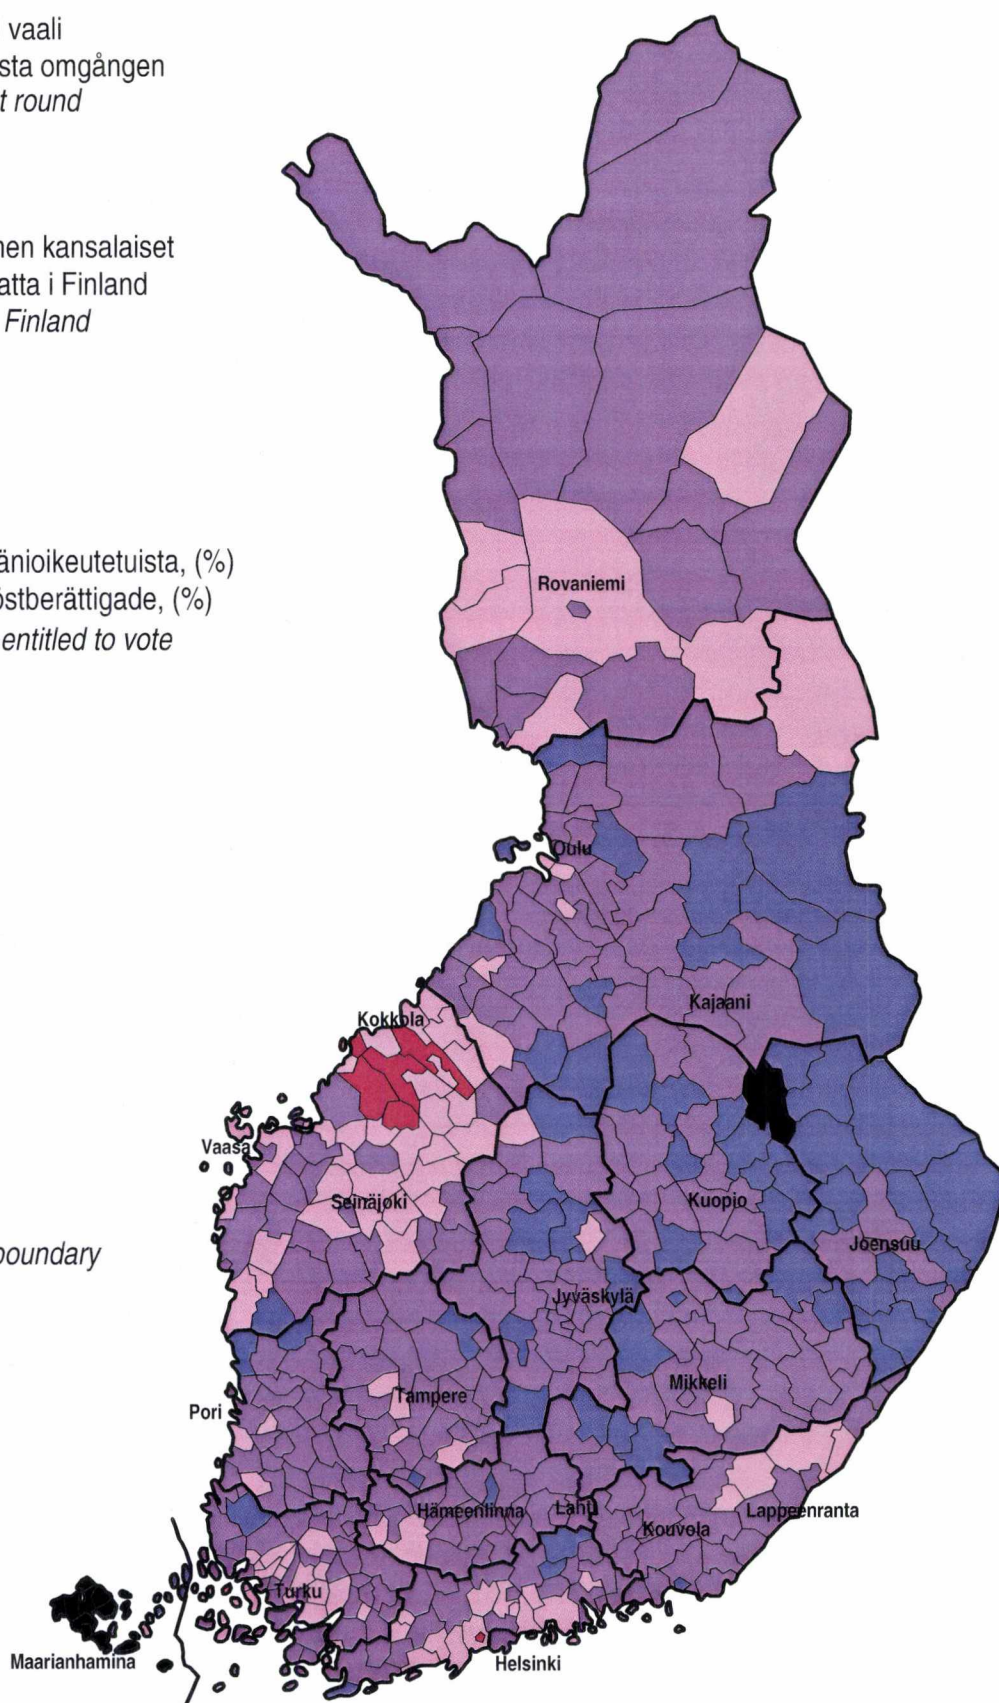 vaali
sta omgången
t round
nen kansalaiset
atta i Finland
Finland
änioikeutetuista, (%)
östberättigade, (%)
entitled to vote
Rovaniemi
Oulu
Kajaani
Kokkola
Vaasa
Seinäjoki
Kuopio
Joensuu
boundary
Jyväskylä
Mikkeli
Tampere
Pori
Hämeenlinna
Lahti
Lappeenranta
Kouvola
Turku
Maarianhamina
Helsinki